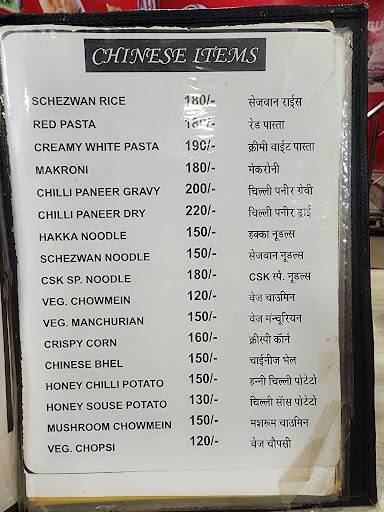 CHINESE ITEMS
SCHEZWAN RICE 180/- सेजवान राईस
RED PASTA 180/- रेड पास्ता
CREAMY WHITE PASTA 190/- क्रीमी वाईट पास्ता
MAKRONI 180/- मेकरोनी
CHILLI PANEER GRAVY 200/- चिल्ली पनीर ग्रेवी
CHILLI PANEER DRY 220/- चिल्ली पनीर ड्राई
HAKKA NOODLE 150/- हक्का नूडल्स
SCHEZWAN NOODLE 150/- सेजवान नूडल्स
CSK SP. NOODLE 180/- CSK स्पे. नूडल्स
VEG. CHOWMEIN 120/- वेज चाउमिन
VEG. MANCHURIAN 150/- वेज मंन्चूरियन
CRISPY CORN 160/- क्रीस्पी कॉर्न
CHINESE BHEL 150/- चाईनीज भेल
HONEY CHILLI POTATO 150/- हन्नी चिल्ली पोटेटो
HONEY SOUSE POTATO 130/- चिल्ली सॉस पोटेटो
MUSHROOM CHOWMEIN 150/- मशरूम चाउमिन
VEG. CHOPSI 120/- वेज चौपसी